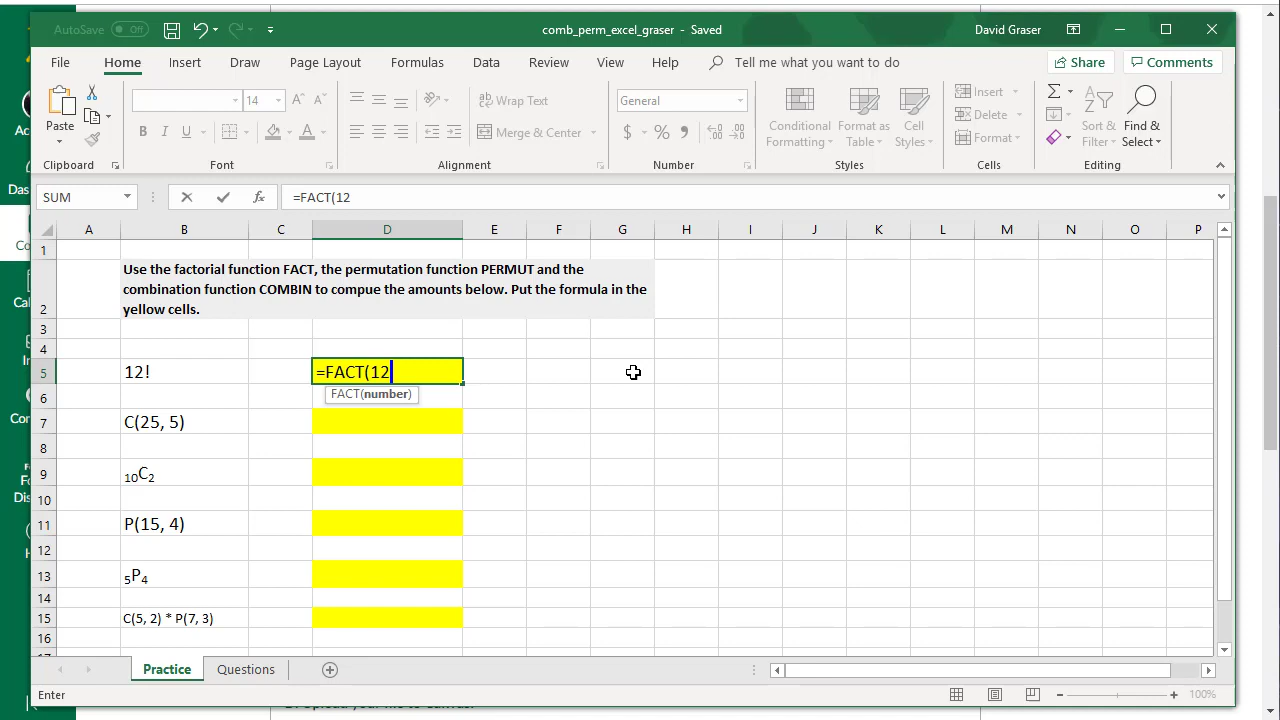 AutoSave Off
comb_perm_excel_graser - Saved
David Graser
File Home Insert Draw Page Layout Formulas Data Review View Help Tell me what you want to do Share Comments
14
Wrap Text
General
Insert
Paste
B I U
Merge & Center
$ % ,
Conditional Formatting
Format as Table
Cell Styles
Delete
Format
Sort & Filter
Find & Select
Clipboard Font Alignment Number Styles Cells Editing
SUM
fx
=FACT(12
A B C D E F G H I J K L M N O P
1
2
Use the factorial function FACT, the permutation function PERMUT and the
combination function COMBIN to compue the amounts below. Put the formula in the
yellow cells.
3
4
5 12! =FACT(12
FACT(number)
6
7 C(25, 5)
8
9 ₁₀C₂
10
11 P(15, 4)
12
13 ₅P₄
14
15 C(5, 2) * P(7, 3)
16
17
Practice Questions
Enter
100%